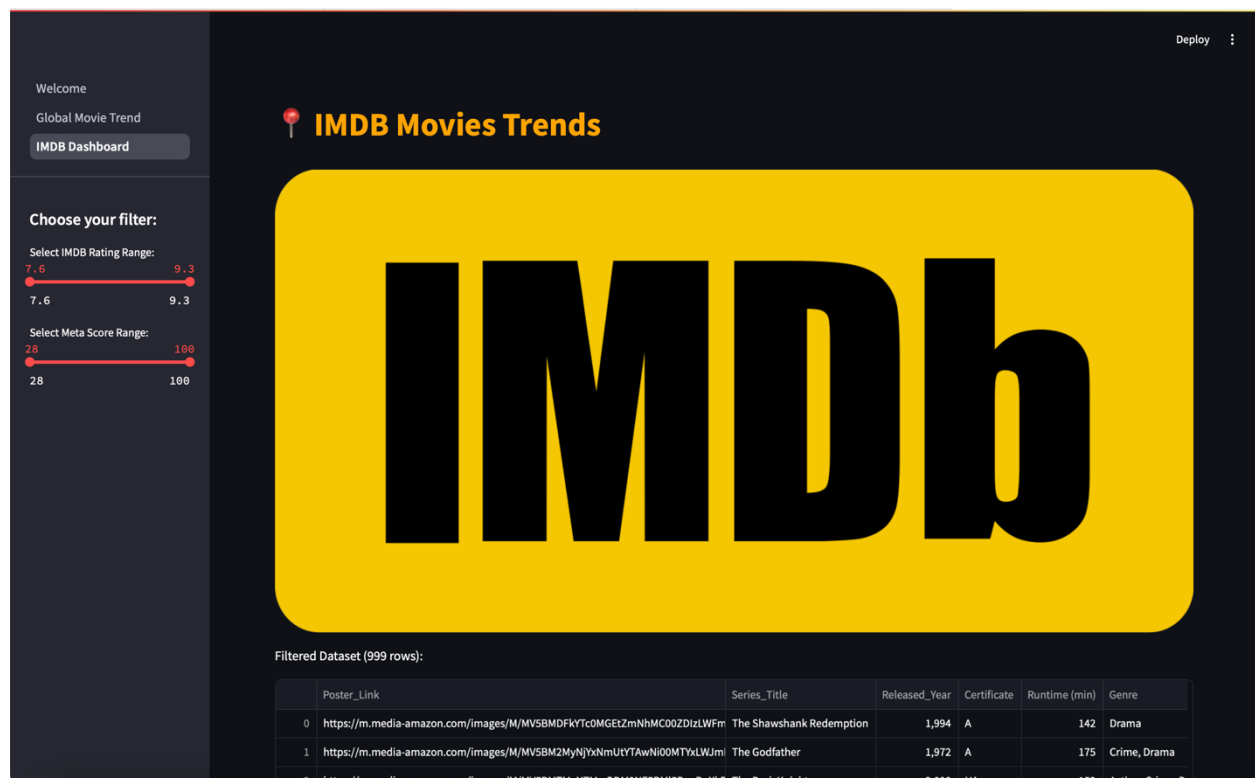 Deploy
Welcome
Global Movie Trend
IMDB Dashboard
Choose your filter:
Select IMDB Rating Range:
7.6 9.3
7.6 9.3
Select Meta Score Range:
28 100
28 100
IMDB Movies Trends
IMDb
Filtered Dataset (999 rows):
Poster_Link Series_Title Released_Year Certificate Runtime (min) Genre
0 https://m.media-amazon.com/images/M/MV5BMDFkYTc0MGEtZmNhMC00ZDIzLWFm The Shawshank Redemption 1,994 A 142 Drama
1 https://m.media-amazon.com/images/M/MV5BM2MyNjYxNmUtYTAwNi00MTYxLWJm The Godfather 1,972 A 175 Crime, Drama